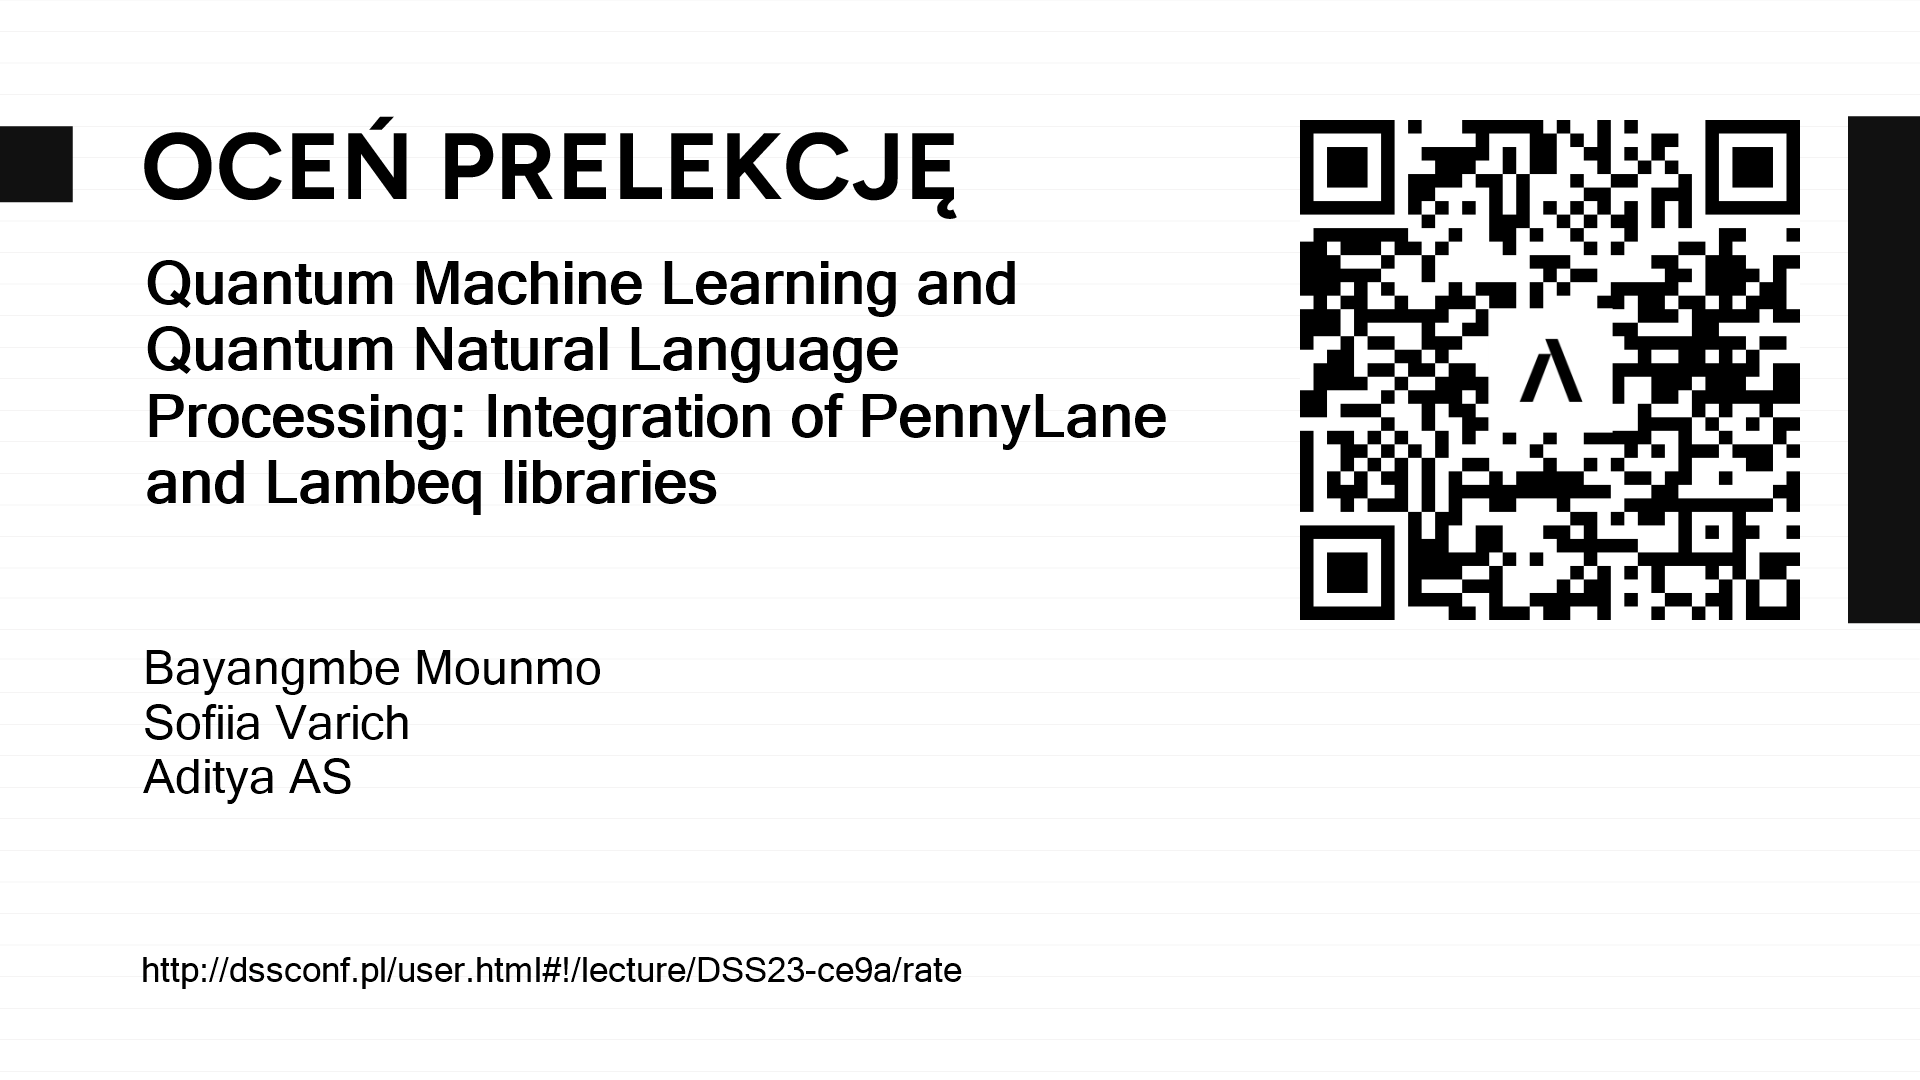 OCEŃ PRELEKCJĘ
Quantum Machine Learning and
Quantum Natural Language
Processing: Integration of PennyLane
and Lambeq libraries
Bayangmbe Mounmo
Sofiia Varich
Aditya AS
http://dssconf.pl/user.html#!/lecture/DSS23-ce9a/rate